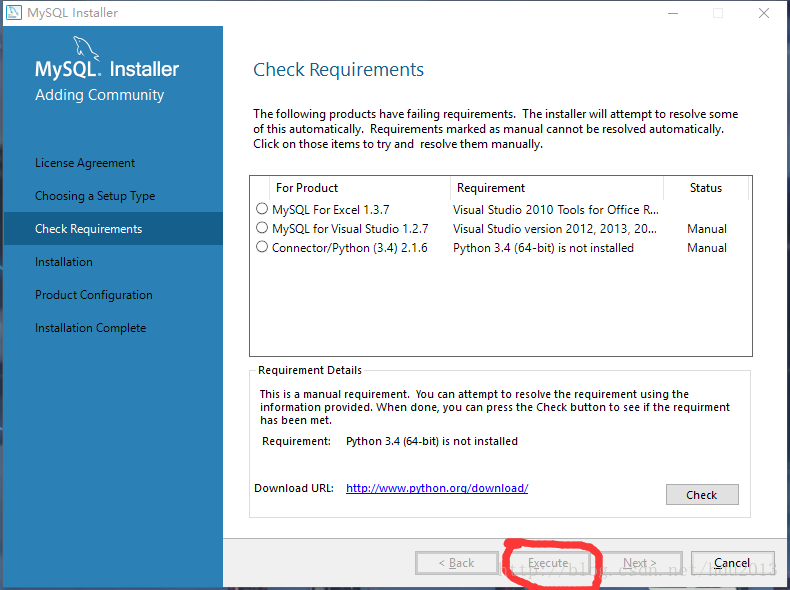 MySQL Installer
MySQL. Installer
Adding Community
License Agreement
Choosing a Setup Type
Check Requirements
Installation
Product Configuration
Installation Complete
Check Requirements
The following products have failing requirements. The installer will attempt to resolve some
of this automatically. Requirements marked as manual cannot be resolved automatically.
Click on those items to try and resolve them manually.
For Product Requirement Status
MySQL For Excel 1.3.7 Visual Studio 2010 Tools for Office R...
MySQL for Visual Studio 1.2.7 Visual Studio version 2012, 2013, 20... Manual
Connector/Python (3.4) 2.1.6 Python 3.4 (64-bit) is not installed Manual
Requirement Details
This is a manual requirement. You can attempt to resolve the requirement using the
information provided. When done, you can press the Check button to see if the requirment
has been met.
Requirement: Python 3.4 (64-bit) is not installed
Download URL: http://www.python.org/download/
Check
< Back Execute Next > Cancel